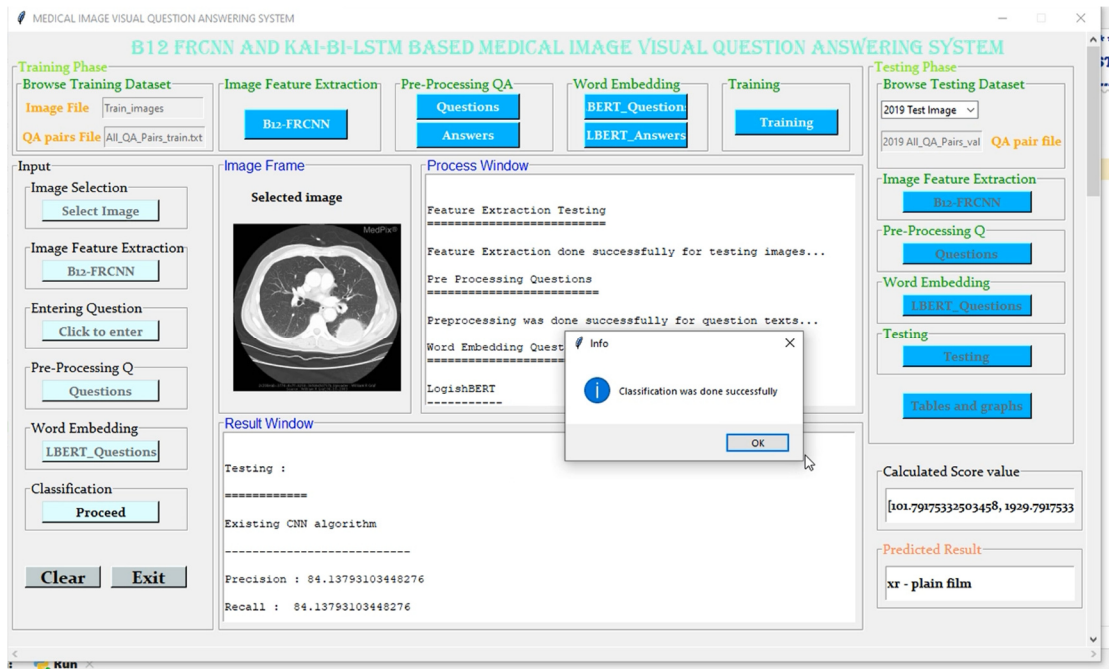 MEDICAL IMAGE VISUAL QUESTION ANSWERING SYSTEM
B12 FRCNN AND KAI-BI-LSTM BASED MEDICAL IMAGE VISUAL QUESTION ANSWERING SYSTEM
Training Phase
Browse Training Dataset
Image File Train_images
QA pairs File All_QA_Pairs_train.txt
Image Feature Extraction
B12-FRCNN
Pre-Processing QA
Questions
Answers
Word Embedding
BERT_Question
LBERT_Answers
Training
Training
Testing Phase
Browse Testing Dataset
2019 Test Image
2019 All_QA_Pairs_val QA pair file
Image Feature Extraction
B12-FRCNN
Pre-Processing Q
Questions
Word Embedding
LBERT_Questions
Testing
Testing
Tables and graphs
Calculated Score value
[101.79175332503458, 1929.7917533
Predicted Result
xr - plain film
Input
Image Selection
Select Image
Image Feature Extraction
B12-FRCNN
Entering Question
Click to enter
Pre-Processing Q
Questions
Word Embedding
LBERT_Questions
Classification
Proceed
Clear Exit
Image Frame
Selected image
MedPix®
Process Window
Feature Extraction Testing
==========================
Feature Extraction done successfully for testing images...
Pre Processing Questions
=========================
Preprocessing was done successfully for question texts...
Word Embedding Quest
====================
LogishBERT
-----------
Info
Classification was done successfully
OK
Result Window
Testing :
============
Existing CNN algorithm
---------------------------
Precision : 84.13793103448276
Recall : 84.13793103448276
Run